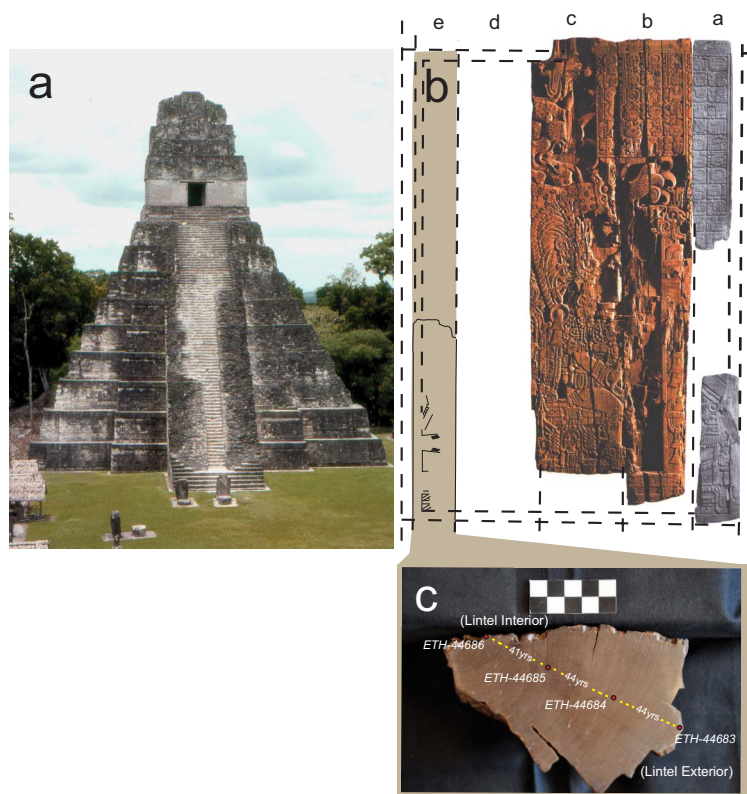 e d c b a
a
b
c
(Lintel Interior)
ETH-44686
41yrs
ETH-44685
44yrs
ETH-44684
44yrs
ETH-44683
(Lintel Exterior)